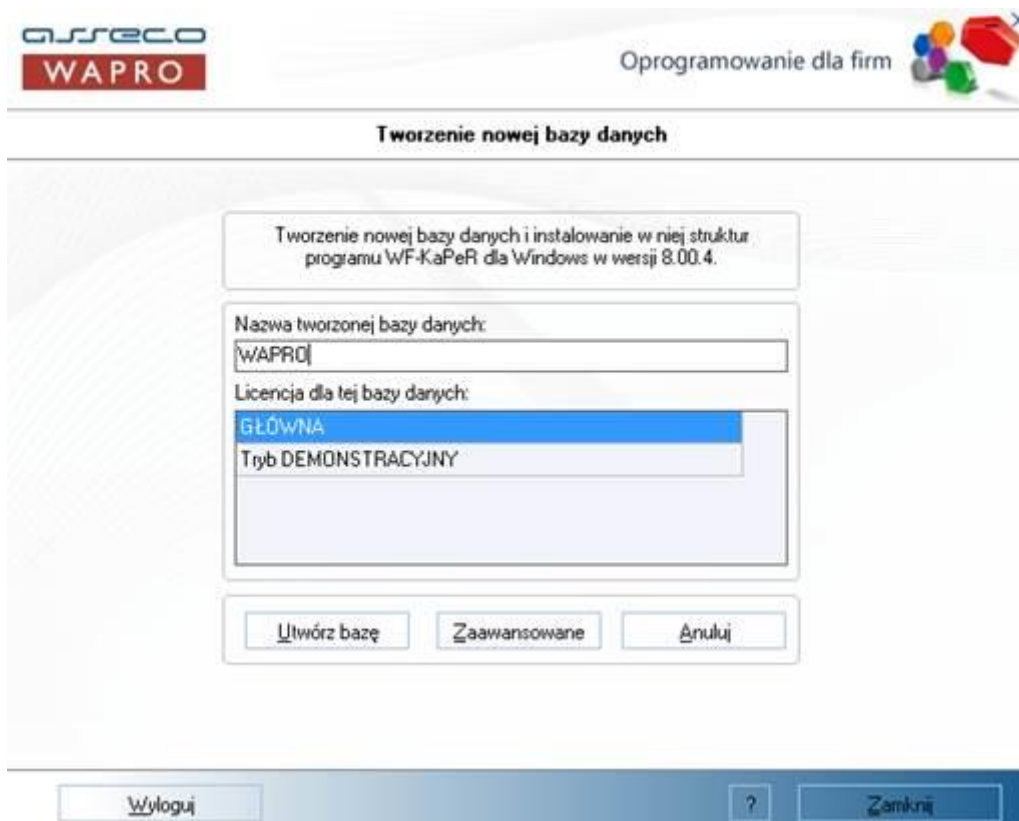 asseco
WAPRO
Oprogramowanie dla firm
Tworzenie nowej bazy danych
Tworzenie nowej bazy danych i instalowanie w niej struktur
programu WF-KaPeR dla Windows w wersji 8.00.4.
Nazwa tworzonej bazy danych:
WAPRO
Licencja dla tej bazy danych:
GŁÓWNA
Tryb DEMONSTRACYJNY
Utwórz bazę
Zaawansowane
Anuluj
Wyloguj
?
Zamknij